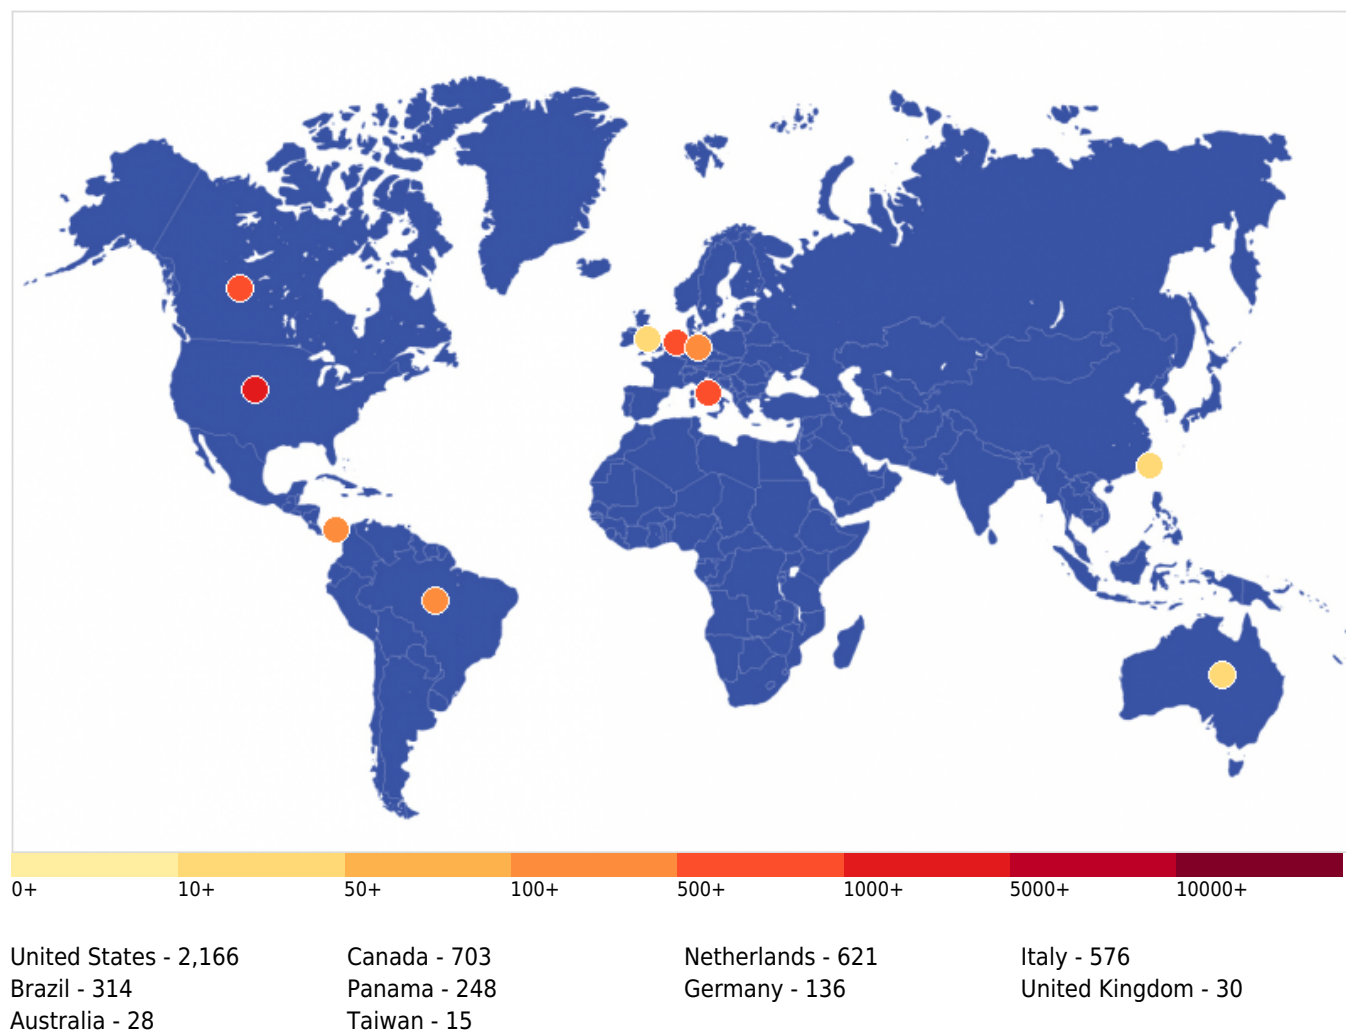 0+ 10+ 50+ 100+ 500+ 1000+ 5000+ 10000+
United States - 2,166 Canada - 703 Netherlands - 621 Italy - 576
Brazil - 314 Panama - 248 Germany - 136 United Kingdom - 30
Australia - 28 Taiwan - 15